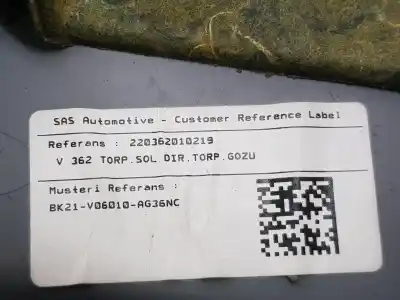 SAS Automotive - Customer Reference Label
Referans : 220362010219
V 362 TORP.SOL DIR.TORP.GOZU
Musteri Referans :
BK21-V06010-AG36NC